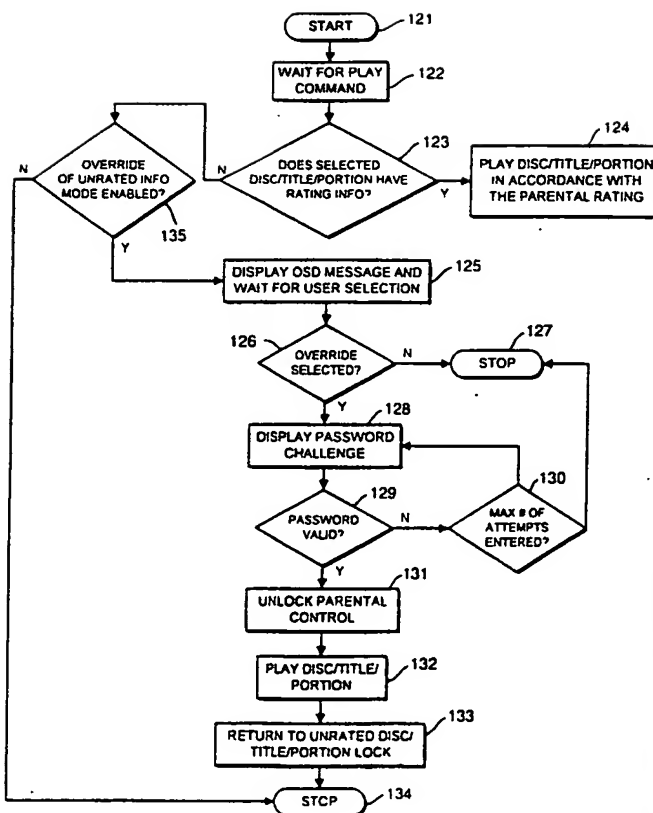 START
121
WAIT FOR PLAY
COMMAND
122
123
124
N
OVERRIDE
OF UNRATED INFO
MODE ENABLED?
135
Y
N
DOES SELECTED
DISC/TITLE/PORTION HAVE
RATING INFO?
Y
PLAY DISC/TITLE/PORTION
IN ACCORDANCE WITH
THE PARENTAL RATING
DISPLAY OSD MESSAGE AND
WAIT FOR USER SELECTION
125
126
OVERRIDE
SELECTED?
N
Y
127
STOP
128
DISPLAY PASSWORD
CHALLENGE
129
PASSWORD
VALID?
N
Y
130
MAX # OF
ATTEMPTS
ENTERED?
131
UNLOCK PARENTAL
CONTROL
PLAY DISC/TITLE/
PORTION
132
133
RETURN TO UNRATED DISC/
TITLE/PORTION LOCK
STCP
134